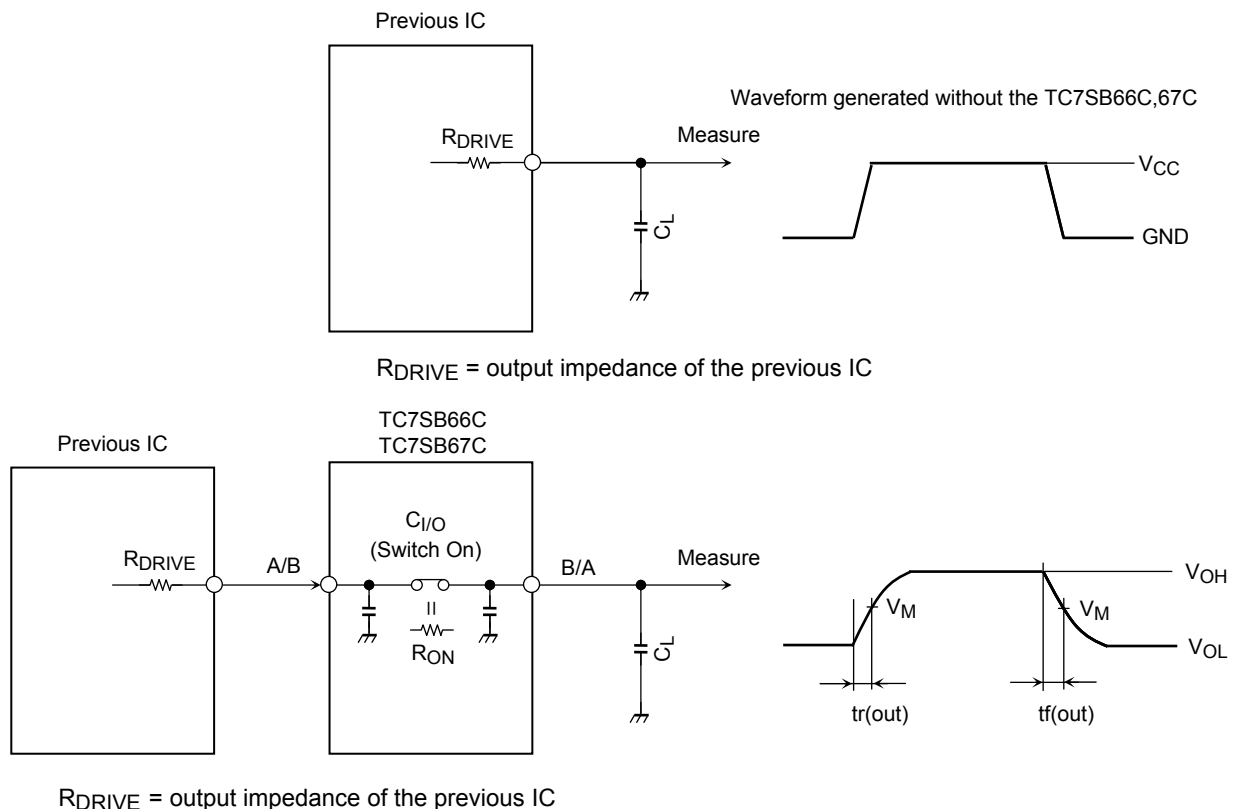 Previous IC
RDRIVE
Measure
CL
Waveform generated without the TC7SB66C,67C
VCC
GND
RDRIVE = output impedance of the previous IC
Previous IC
TC7SB66C
TC7SB67C
RDRIVE
A/B
CI/O
(Switch On)
RON
B/A
Measure
CL
VOH
VM
VM
VOL
tr(out)
tf(out)
RDRIVE = output impedance of the previous IC